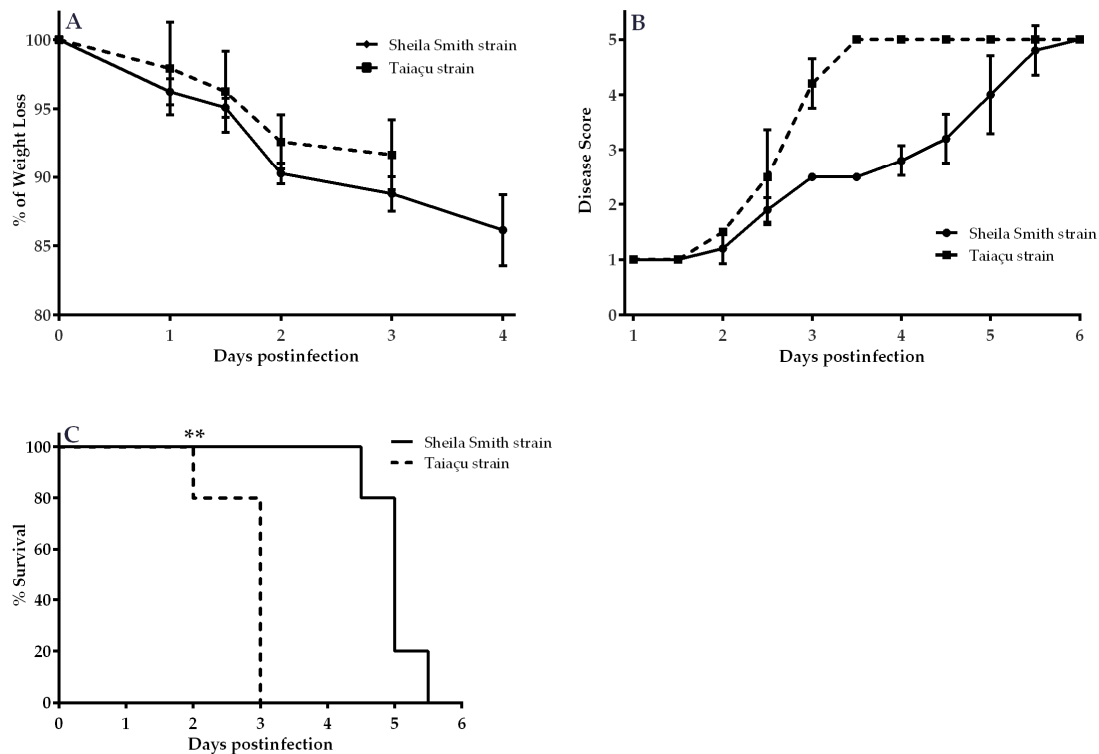 A
Sheila Smith strain
Taiaçu strain
% of Weight Loss
100
95
90
85
80
0 1 2 3 4
Days postinfection
B
Disease Score
5
4
3
2
1
0
Sheila Smith strain
Taiaçu strain
1 2 3 4 5 6
Days postinfection
C
**
Sheila Smith strain
Taiaçu strain
% Survival
100
80
60
40
20
0
0 1 2 3 4 5 6
Days postinfection